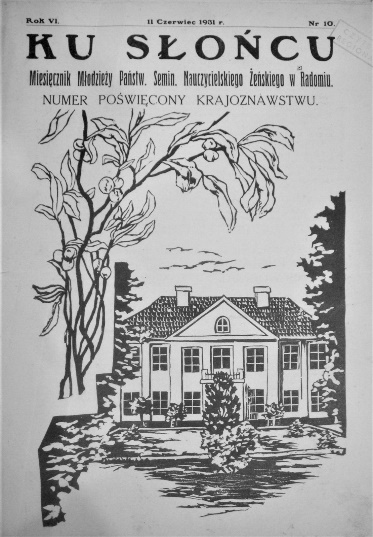 Rok VI. 11 Czerwiec 1931 r. Nr 10.
KU SŁOŃCU
Miesięcznik Młodzieży Państw. Semin. Nauczycielskiego Żeńskiego w Radomiu.
NUMER POŚWIĘCONY KRAJOZNAWSTWU.